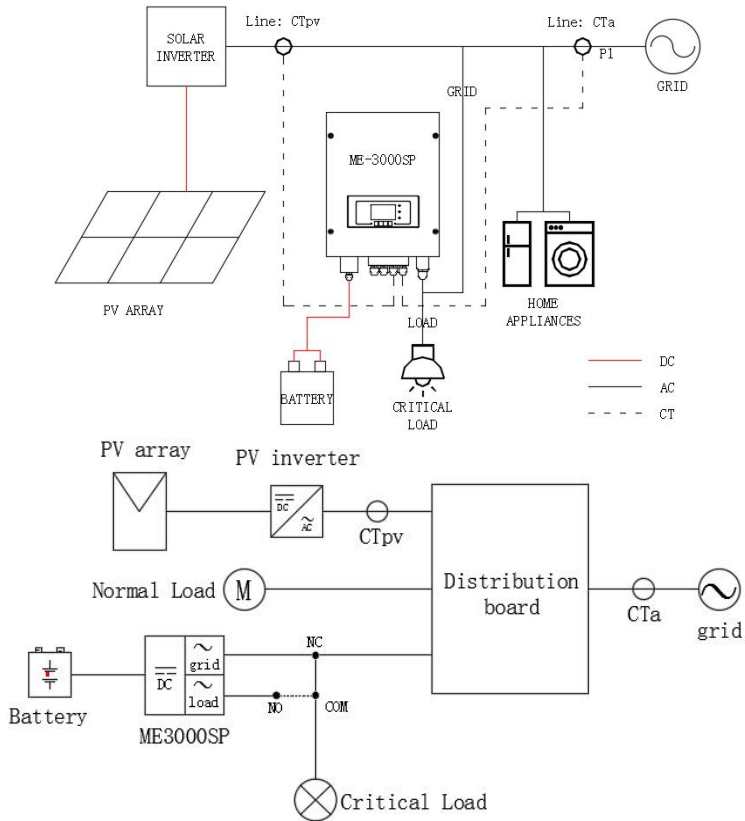 Line: CTpv
Line: CTa
SOLAR
INVERTER
P1
GRID
GRID
ME-3000SP
PV ARRAY
HOME
APPLIANCES
LOAD
BATTERY
CRITICAL
LOAD
DC
AC
CT
PV array
PV inverter
DC
AC
CTpv
Distribution
board
Normal Load
M
CTa
grid
NC
grid
DC
load
NO
COM
Battery
ME3000SP
Critical Load